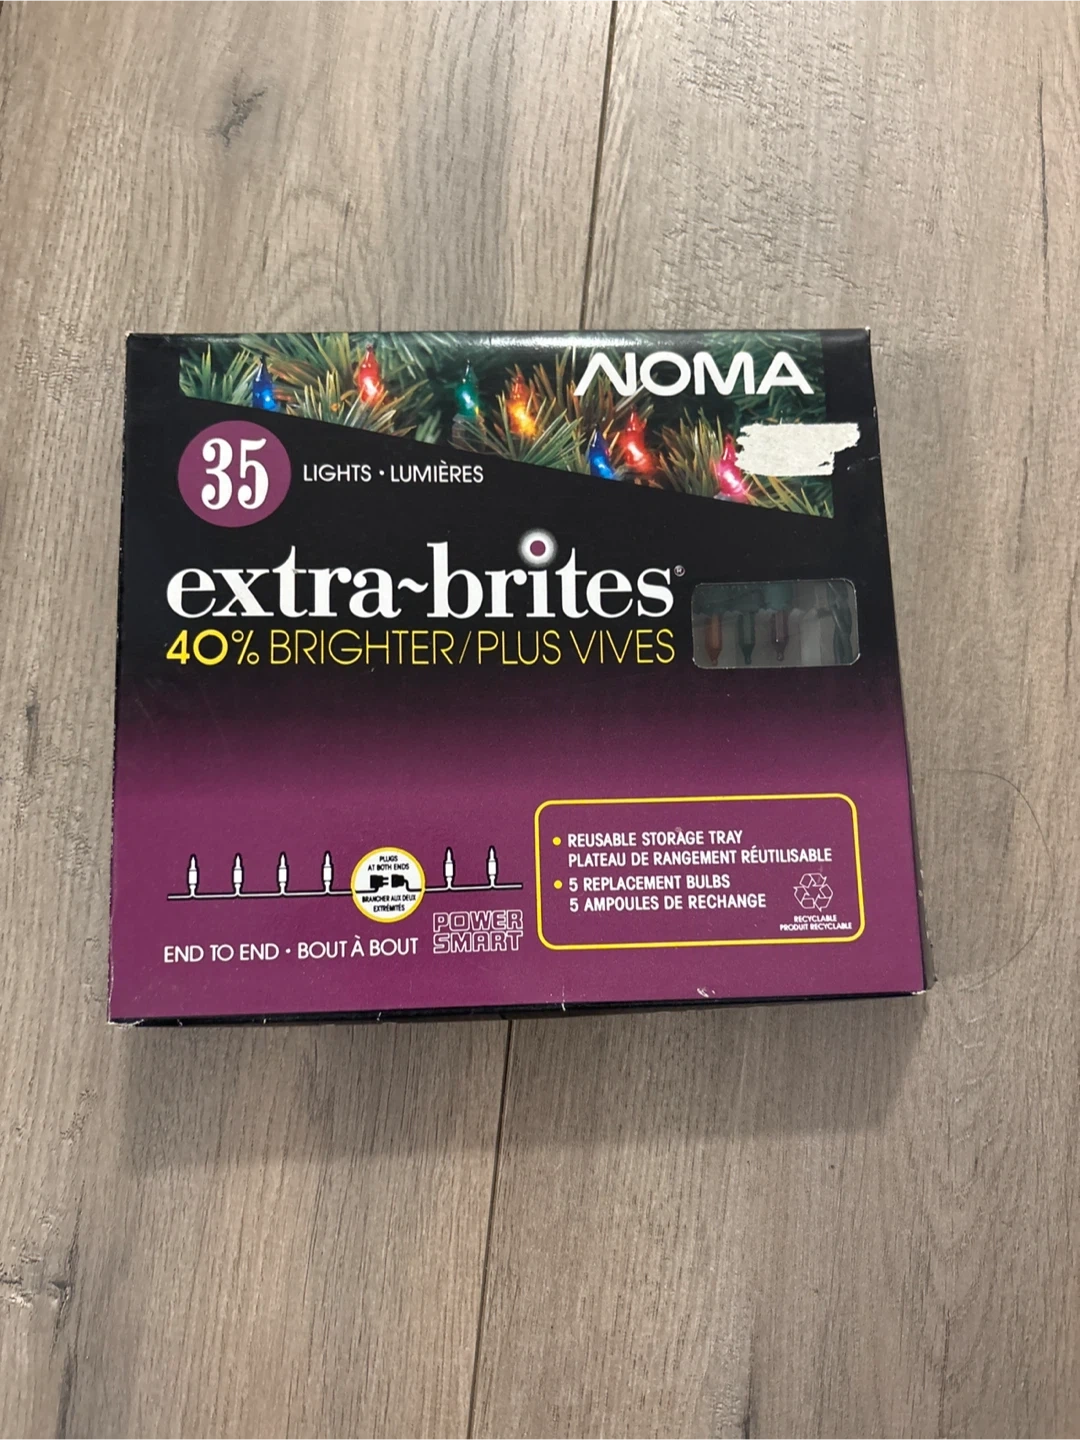 NOMA
35 LIGHTS • LUMIÈRES
extra~brites®
40% BRIGHTER/PLUS VIVES
PLUGS
AT BOTH ENDS
BRANCHER AUX DEUX
EXTRÉMITÉS
END TO END • BOUT À BOUT
POWER
SMART
• REUSABLE STORAGE TRAY
PLATEAU DE RANGEMENT RÉUTILISABLE
• 5 REPLACEMENT BULBS
5 AMPOULES DE RECHANGE
RECYCLABLE
PRODUIT RECYCLABLE